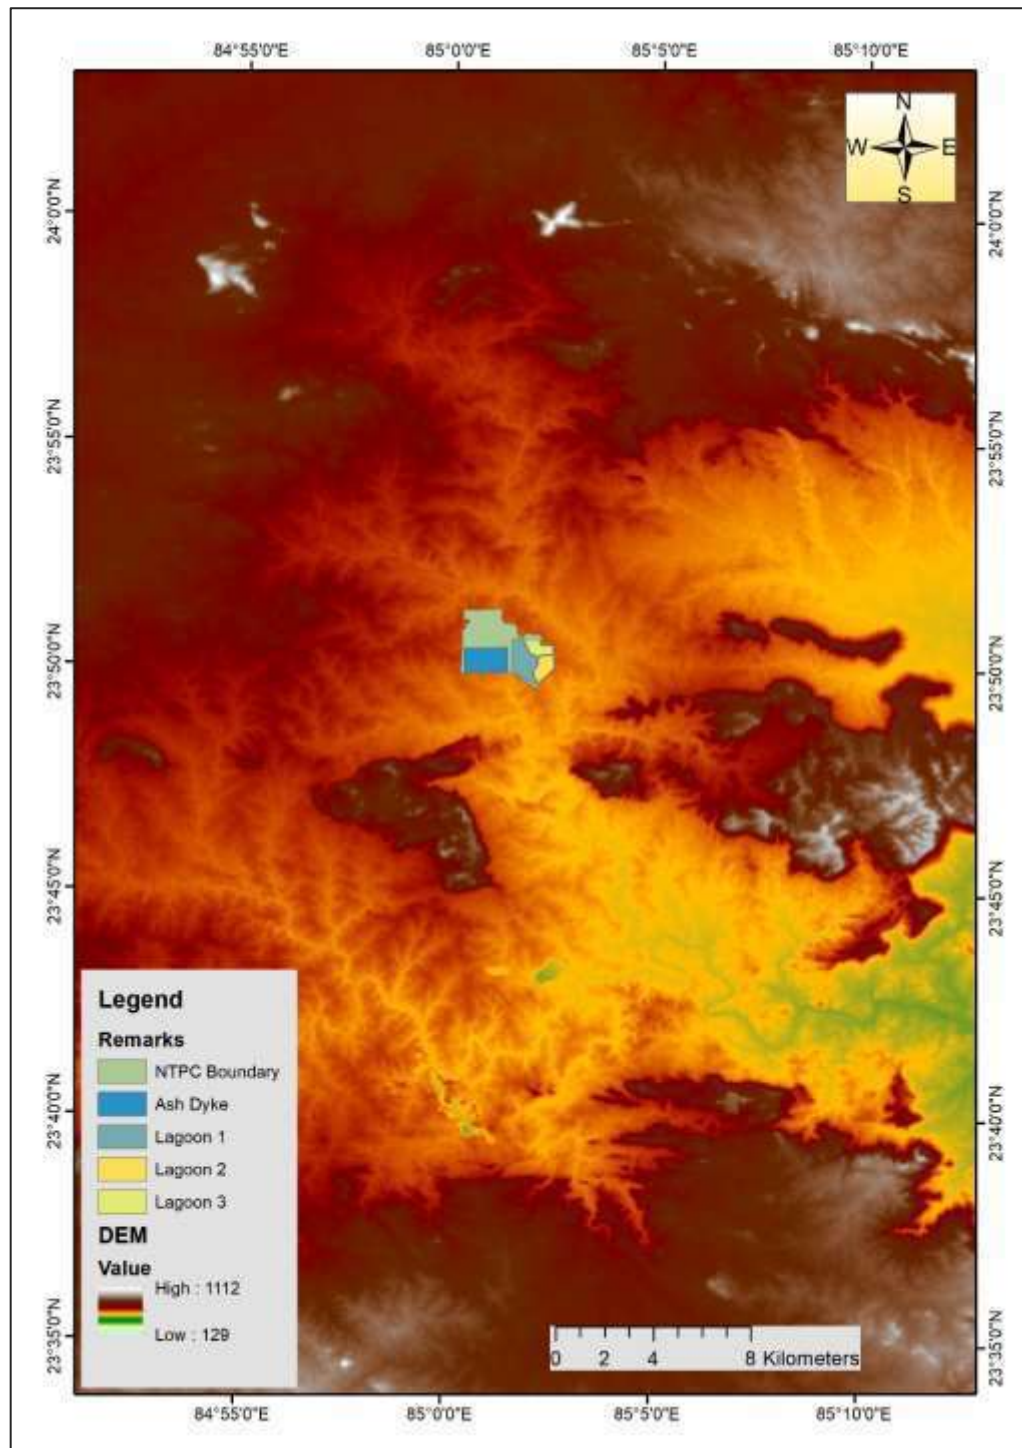 84°55'0"E 85°0'0"E 85°5'0"E 85°10'0"E
N
W E
S
24°0'0"N 24°0'0"N
23°55'0"N 23°55'0"N
23°50'0"N 23°50'0"N
23°45'0"N 23°45'0"N
23°40'0"N 23°40'0"N
23°35'0"N 23°35'0"N
Legend
Remarks
NTPC Boundary
Ash Dyke
Lagoon 1
Lagoon 2
Lagoon 3
DEM
Value
High : 1112
Low : 129
0 2 4 8 Kilometers
84°55'0"E 85°0'0"E 85°5'0"E 85°10'0"E